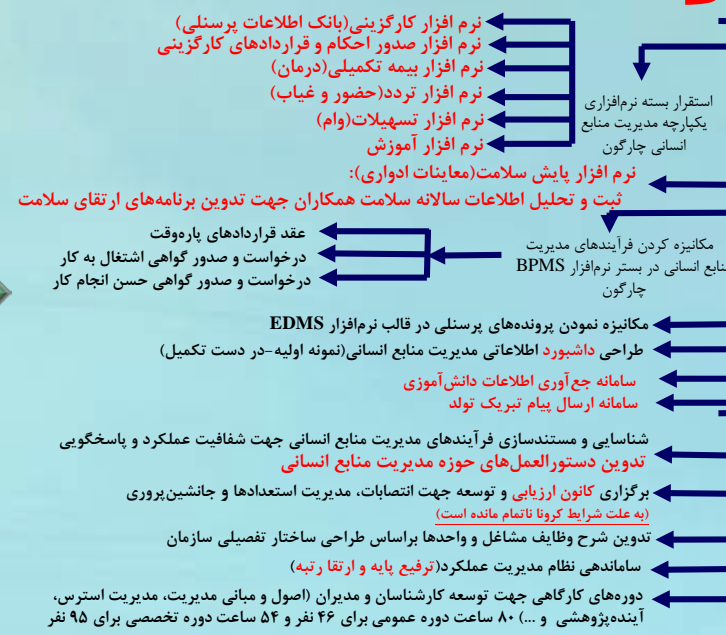 نرم افزار کارگزینی(بانک اطلاعات پرسنلی)
نرم افزار صدور احکام و قراردادهای کارگزینی
نرم افزار بیمه تکمیلی(درمان)
نرم افزار تردد(حضور و غیاب)
نرم افزار تسهیلات(وام)
نرم افزار آموزش
استقرار بسته نرم‌افزاری
یکپارچه مدیریت منابع
انسانی چارگون
نرم افزار پایش سلامت(معاینات ادواری):
ثبت و تحلیل اطلاعات سالانه سلامت همکاران جهت تدوین برنامه‌های ارتقای سلامت
مکانیزه کردن فرآیندهای مدیریت
منابع انسانی در بستر نرم‌افزار BPMS
چارگون
عقد قراردادهای پاره‌وقت
درخواست و صدور گواهی اشتغال به کار
درخواست و صدور گواهی حسن انجام کار
مکانیزه نمودن پرونده‌های پرسنلی در قالب نرم‌افزار EDMS
طراحی داشبورد اطلاعاتی مدیریت منابع انسانی(نمونه اولیه-در دست تکمیل)
سامانه جمع‌آوری اطلاعات دانش‌آموزی
سامانه ارسال پیام تبریک تولد
شناسایی و مستندسازی فرآیندهای مدیریت منابع انسانی جهت شفافیت عملکرد و پاسخگویی
تدوین دستورالعمل‌های حوزه مدیریت منابع انسانی
برگزاری کانون ارزیابی و توسعه جهت انتصابات، مدیریت استعدادها و جانشین‌پروری
(به علت شرایط کرونا ناتمام مانده است)
تدوین شرح وظایف مشاغل و واحدها براساس طراحی ساختار تفصیلی سازمان
ساماندهی نظام مدیریت عملکرد(ترفیع پایه و ارتقا رتبه)
دوره‌های کارگاهی جهت توسعه کارشناسان و مدیران (اصول و مبانی مدیریت، مدیریت استرس،
آینده‌پژوهشی و ...) ۸۰ ساعت دوره عمومی برای ۴۶ نفر و ۵۴ ساعت دوره تخصصی برای ۹۵ نفر